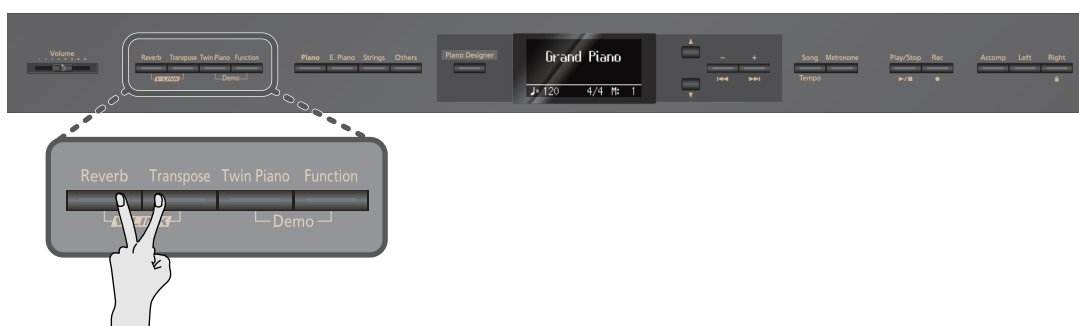 Volume
Reverb Transpose Twin Piano Function
V-LINK Demo
Piano E. Piano Strings Others
Piano Designer
Grand Piano
♩= 120 4/4 M: 1
− +
Song Metronome
Tempo
Play/Stop Rec
Accomp Left Right
Reverb Transpose Twin Piano Function
Demo